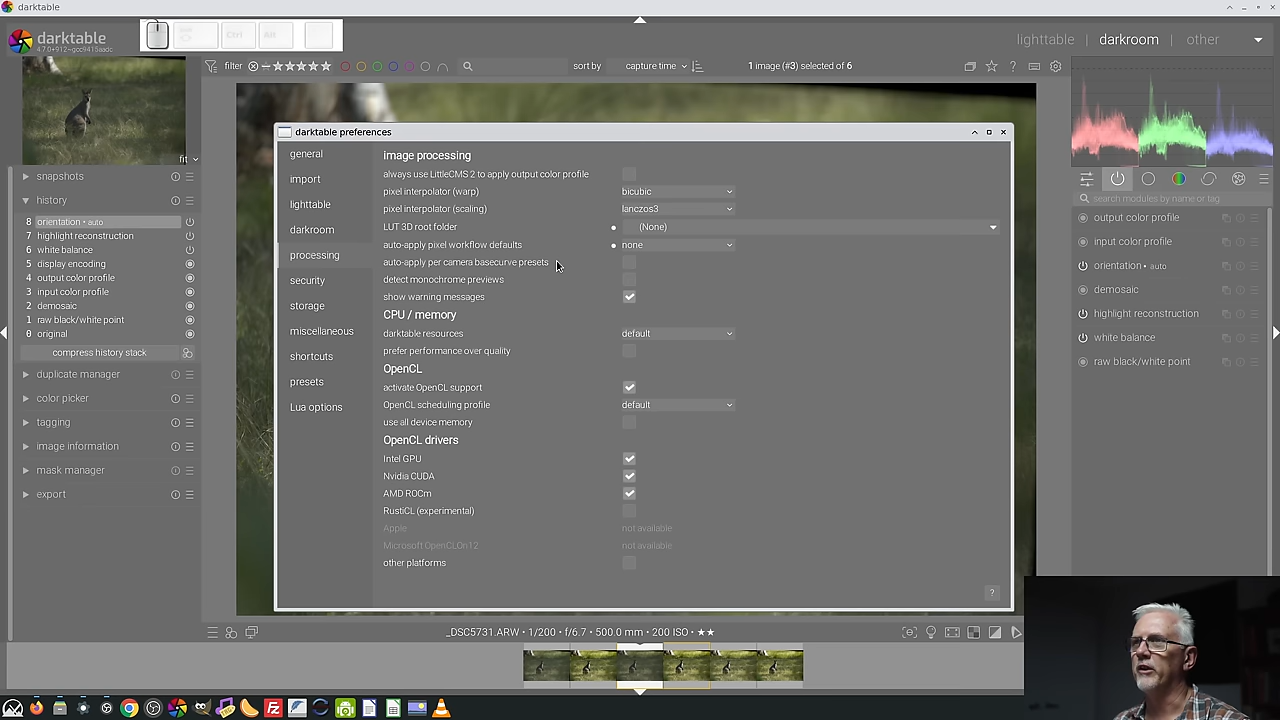 darktable
darktable
4.7.0+912~gcc9415aadc
Ctrl
Alt
lighttable | darkroom | other
filter
sort by capture time
1 image (#3) selected of 6
fit
snapshots
history
8 orientation • auto
7 highlight reconstruction
6 white balance
5 display encoding
4 output color profile
3 input color profile
2 demosaic
1 raw black/white point
0 original
compress history stack
duplicate manager
color picker
tagging
image information
mask manager
export
darktable preferences
general
import
lighttable
darkroom
processing
security
storage
miscellaneous
shortcuts
presets
Lua options
image processing
always use LittleCMS 2 to apply output color profile
pixel interpolator (warp) bicubic
pixel interpolator (scaling) lanczos3
LUT 3D root folder (None)
auto-apply pixel workflow defaults none
auto-apply per camera basecurve presets
detect monochrome previews
show warning messages
CPU / memory
darktable resources default
prefer performance over quality
OpenCL
activate OpenCL support
OpenCL scheduling profile default
use all device memory
OpenCL drivers
Intel GPU
Nvidia CUDA
AMD ROCm
RustiCL (experimental)
Apple not available
Microsoft OpenCLOn12 not available
other platforms
?
search modules by name or tag
output color profile
input color profile
orientation • auto
demosaic
highlight reconstruction
white balance
raw black/white point
_DSC5731.ARW • 1/200 • f/6.7 • 500.0 mm • 200 ISO • ★★